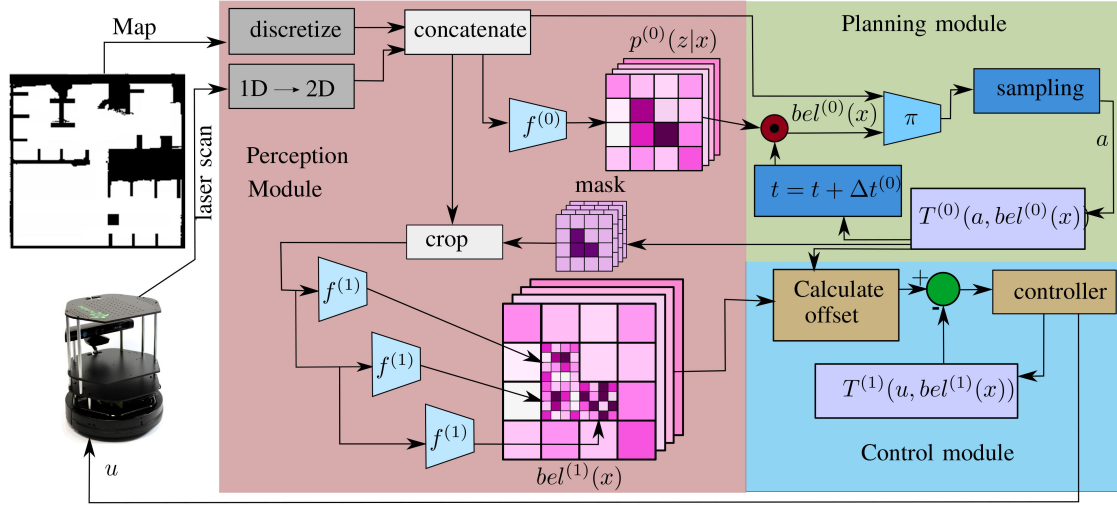 Map
discretize
concatenate
1D → 2D
p⁽⁰⁾(z|x)
Planning module
sampling
f⁽⁰⁾
bel⁽⁰⁾(x)
π
a
laser scan
Perception
Module
mask
t = t + Δt⁽⁰⁾
T⁽⁰⁾(a, bel⁽⁰⁾(x))
crop
f⁽¹⁾
f⁽¹⁾
f⁽¹⁾
bel⁽¹⁾(x)
Calculate
offset
+
-
controller
T⁽¹⁾(u, bel⁽¹⁾(x))
Control module
u